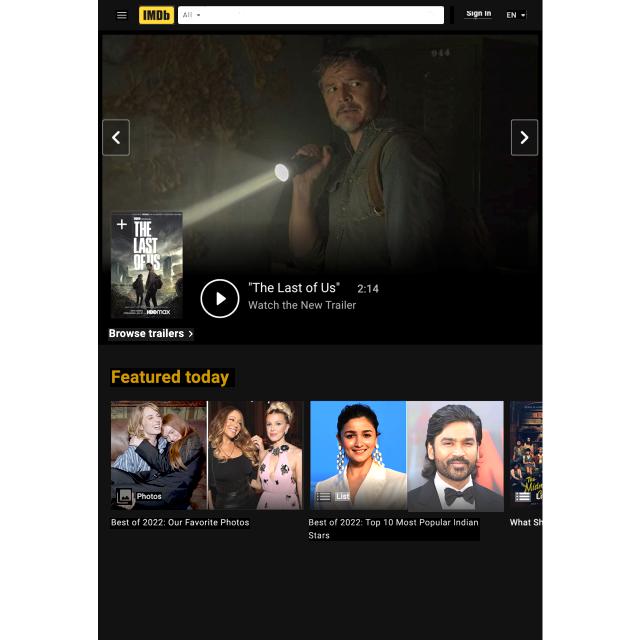 IMDb
All
Sign In
EN
944
THE
LAST
OF US
HBOmax
"The Last of Us" 2:14
Watch the New Trailer
Browse trailers
Featured today
Photos
List
The
Best of 2022: Our Favorite Photos
Best of 2022: Top 10 Most Popular Indian
Stars
What Sh